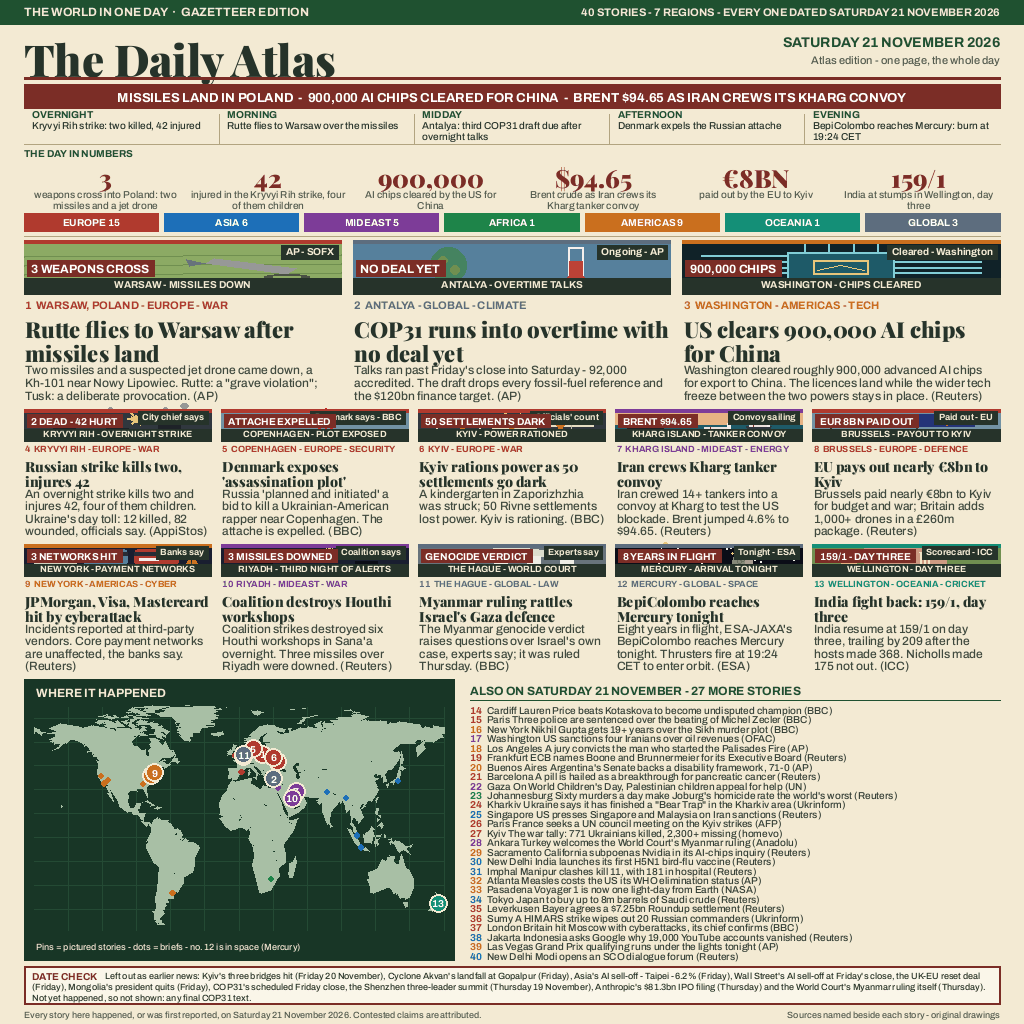 THE WORLD IN ONE DAY · GAZETTEER EDITION
40 STORIES - 7 REGIONS - EVERY ONE DATED SATURDAY 21 NOVEMBER 2026
The Daily Atlas
SATURDAY 21 NOVEMBER 2026
Atlas edition - one page, the whole day
MISSILES LAND IN POLAND - 900,000 AI CHIPS CLEARED FOR CHINA - BRENT $94.65 AS IRAN CREWS ITS KHARG CONVOY
OVERNIGHT
Kryvyi Rih strike: two killed, 42 injured
MORNING
Rutte flies to Warsaw over the missiles
MIDDAY
Antalya: third COP31 draft due after
overnight talks
AFTERNOON
Denmark expels the Russian attache
EVENING
BepiColombo reaches Mercury: burn at
19:24 CET
THE DAY IN NUMBERS
3
weapons cross into Poland: two
missiles and a jet drone
42
injured in the Kryvyi Rih strike, four
of them children
900,000
AI chips cleared by the US for
China
$94.65
Brent crude as Iran crews its
Kharg tanker convoy
€8BN
paid out by the EU to Kyiv
159/1
India at stumps in Wellington, day
three
EUROPE 15
ASIA 6
MIDEAST 5
AFRICA 1
AMERICAS 9
OCEANIA 1
GLOBAL 3
AP - SOFX
3 WEAPONS CROSS
WARSAW - MISSILES DOWN
1 WARSAW, POLAND - EUROPE - WAR
Rutte flies to Warsaw after
missiles land
Two missiles and a suspected jet drone came down, a
Kh-101 near Nowy Lipowiec. Rutte: a "grave violation";
Tusk: a deliberate provocation. (AP)
Ongoing - AP
NO DEAL YET
ANTALYA - OVERTIME TALKS
2 ANTALYA - GLOBAL - CLIMATE
COP31 runs into overtime with
no deal yet
Talks ran past Friday's close into Saturday - 92,000
accredited. The draft drops every fossil-fuel reference and
the $120bn finance target. (AP)
Cleared - Washington
900,000 CHIPS
WASHINGTON - CHIPS CLEARED
3 WASHINGTON - AMERICAS - TECH
US clears 900,000 AI chips
for China
Washington cleared roughly 900,000 advanced AI chips
for export to China. The licences land while the wider tech
freeze between the two powers stays in place. (Reuters)
2 DEAD - 42 HURT
City chief says
KRYVYI RIH - OVERNIGHT STRIKE
4 KRYVYI RIH - EUROPE - WAR
Russian strike kills two,
injures 42
An overnight strike kills two and
injures 42, four of them children.
Ukraine's day toll: 12 killed, 82
wounded, officials say. (AppiStos)
ATTACHE EXPELLED
mark says - BBC
COPENHAGEN - PLOT EXPOSED
5 COPENHAGEN - EUROPE - SECURITY
Denmark exposes
'assassination plot'
Russia 'planned and initiated' a
bid to kill a Ukrainian-American
rapper near Copenhagen. The
attache is expelled. (BBC)
50 SETTLEMENTS DARK
cials' count
KYIV - POWER RATIONED
6 KYIV - EUROPE - WAR
Kyiv rations power as 50
settlements go dark
A kindergarten in Zaporizhzhia
was struck; 50 Rivne settlements
lost power. Kyiv is rationing. (BBC)
BRENT $94.65
Convoy sailing
KHARG ISLAND - TANKER CONVOY
7 KHARG ISLAND - MIDEAST - ENERGY
Iran crews Kharg tanker
convoy
Iran crewed 14+ tankers into a
convoy at Kharg to test the US
blockade. Brent jumped 4.6% to
$94.65. (Reuters)
EUR 8BN PAID OUT
Paid out - EU
BRUSSELS - PAYOUT TO KYIV
8 BRUSSELS - EUROPE - DEFENCE
EU pays out nearly €8bn to
Kyiv
Brussels paid nearly €8bn to Kyiv
for budget and war; Britain adds
1,000+ drones in a £260m
package. (Reuters)
3 NETWORKS HIT
Banks say
NEW YORK - PAYMENT NETWORKS
9 NEW YORK - AMERICAS - CYBER
JPMorgan, Visa, Mastercard
hit by cyberattack
Incidents reported at third-party
vendors. Core payment networks
are unaffected, the banks say.
(Reuters)
3 MISSILES DOWNED
Coalition says
RIYADH - THIRD NIGHT OF ALERTS
10 RIYADH - MIDEAST - WAR
Coalition destroys Houthi
workshops
Coalition strikes destroyed six
Houthi workshops in Sana'a
overnight. Three missiles over
Riyadh were downed. (Reuters)
GENOCIDE VERDICT
Experts say
THE HAGUE - WORLD COURT
11 THE HAGUE - GLOBAL - LAW
Myanmar ruling rattles
Israel's Gaza defence
The Myanmar genocide verdict
raises questions over Israel's own
case, experts say; it was ruled
Thursday. (BBC)
8 YEARS IN FLIGHT
Tonight - ESA
MERCURY - ARRIVAL TONIGHT
12 MERCURY - GLOBAL - SPACE
BepiColombo reaches
Mercury tonight
Eight years in flight, ESA-JAXA's
BepiColombo reaches Mercury
tonight. Thrusters fire at 19:24
CET to enter orbit. (ESA)
159/1 - DAY THREE
Scorecard - ICC
WELLINGTON - DAY THREE
13 WELLINGTON - OCEANIA - CRICKET
India fight back: 159/1, day
three
India resume at 159/1 on day
three, trailing by 209 after the
hosts made 368. Nicholls made
175 not out. (ICC)
WHERE IT HAPPENED
11
6
6
9
2
10
13
Pins = pictured stories - dots = briefs - no. 12 is in space (Mercury)
ALSO ON SATURDAY 21 NOVEMBER - 27 MORE STORIES
14 Cardiff Lauren Price beats Kotaskova to become undisputed champion (BBC)
15 Paris Three police are sentenced over the beating of Michel Zecler (BBC)
16 New York Nikhil Gupta gets 19+ years over the Sikh murder plot (BBC)
17 Washington US sanctions four Iranians over oil revenues (OFAC)
18 Los Angeles A jury convicts the man who started the Palisades Fire (AP)
19 Frankfurt ECB names Boone and Brunnermeier for its Executive Board (Reuters)
20 Buenos Aires Argentina's Senate backs a disability framework, 71-0 (AP)
21 Barcelona A pill is hailed as a breakthrough for pancreatic cancer (Reuters)
22 Gaza On World Children's Day, Palestinian children appeal for help (UN)
23 Johannesburg Sixty murders a day make Joburg's homicide rate the world's worst (Reuters)
24 Kharkiv Ukraine says it has finished a "Bear Trap" in the Kharkiv area (Ukrinform)
25 Singapore US presses Singapore and Malaysia on Iran sanctions (Reuters)
26 Paris France seeks a UN council meeting on the Kyiv strikes (AFP)
27 Kyiv The war tally: 771 Ukrainians killed, 2,300+ missing (homevo)
28 Ankara Turkey welcomes the World Court's Myanmar ruling (Anadolu)
29 Sacramento California subpoenas Nvidia in its AI-chips inquiry (Reuters)
30 New Delhi India launches its first H5N1 bird-flu vaccine (Reuters)
31 Imphal Manipur clashes kill 11, with 181 in hospital (Reuters)
32 Atlanta Measles costs the US its WHO elimination status (AP)
33 Pasadena Voyager 1 is now one light-day from Earth (NASA)
34 Tokyo Japan to buy up to 8m barrels of Saudi crude (Reuters)
35 Leverkusen Bayer agrees a $7.25bn Roundup settlement (Reuters)
36 Sumy A HIMARS strike wipes out 20 Russian commanders (Ukrinform)
37 London Britain hit Moscow with cyberattacks, its chief confirms (BBC)
38 Jakarta Indonesia asks Google why 19,000 YouTube accounts vanished (Reuters)
39 Las Vegas Grand Prix qualifying runs under the lights tonight (AP)
40 New Delhi Modi opens an SCO dialogue forum (Reuters)
DATE CHECK Left out as earlier news: Kyiv's three bridges hit (Friday 20 November), Cyclone Akvan's landfall at Gopalpur (Friday), Asia's AI sell-off - Taipei -6.2% (Friday), Wall Street's AI sell-off at Friday's close, the UK-EU reset deal
(Friday), Mongolia's president quits (Friday), COP31's scheduled Friday close, the Shenzhen three-leader summit (Thursday 19 November), Anthropic's $81.3bn IPO filing (Thursday) and the World Court's Myanmar ruling itself (Thursday).
Not yet happened, so not shown: any final COP31 text.
Every story here happened, or was first reported, on Saturday 21 November 2026. Contested claims are attributed.
Sources named beside each story - original drawings